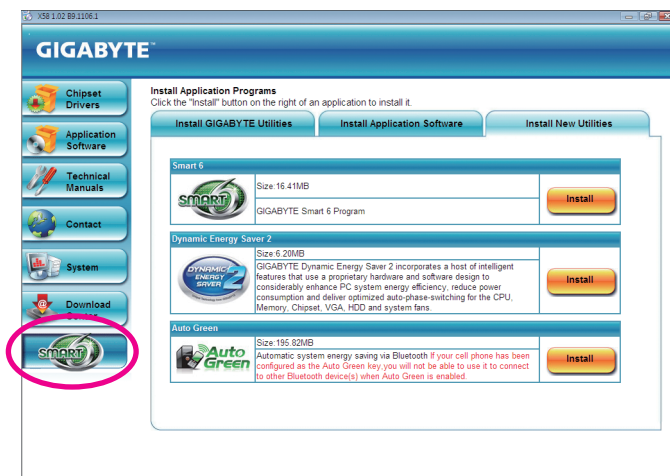 X58 1.02 B9.1106.1
GIGABYTE™
Chipset
Drivers
Application
Software
Technical
Manuals
Contact
System
Download
Center
SMART6
Install Application Programs
Click the "Install" button on the right of an application to install it.
Install GIGABYTE Utilities
Install Application Software
Install New Utilities
Smart 6
SMART6
Size:16.41MB
GIGABYTE Smart 6 Program
Install
Dynamic Energy Saver 2
DYNAMIC
ENERGY
SAVER 2
Size:6.20MB
GIGABYTE Dynamic Energy Saver 2 incorporates a host of intelligent
features that use a proprietary hardware and software design to
considerably enhance PC system energy efficiency, reduce power
consumption and deliver optimized auto-phase-switching for the CPU,
Memory, Chipset, VGA, HDD and system fans.
Install
Auto Green
Auto
Green
Size:195.82MB
Automatic system energy saving via Bluetooth If your cell phone has been
configured as the Auto Green key,you will not be able to use it to connect
to other Bluetooth device(s) when Auto Green is enabled.
Install